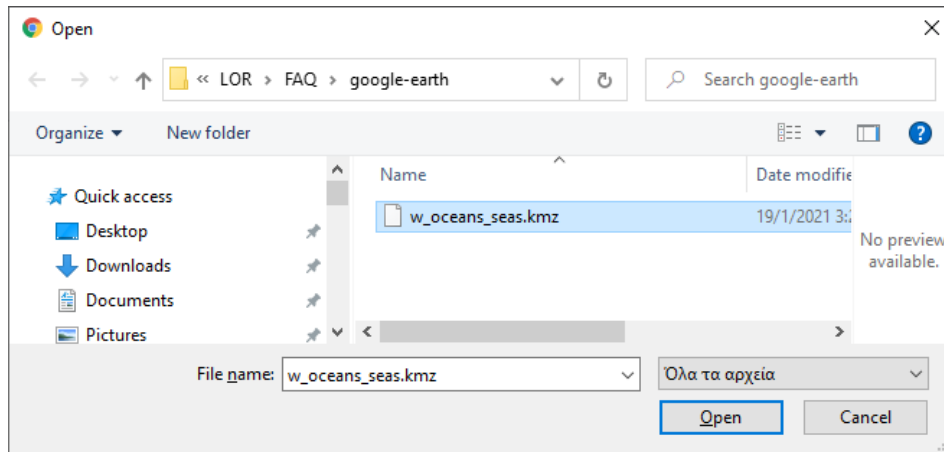 Open
« LOR > FAQ > google-earth
Search google-earth
Organize
New folder
?
Name
Date modifie
Quick access
w_oceans_seas.kmz
19/1/2021 3:2
Desktop
Downloads
Documents
Pictures
No preview
available.
File name:
w_oceans_seas.kmz
Όλα τα αρχεία
Open
Cancel